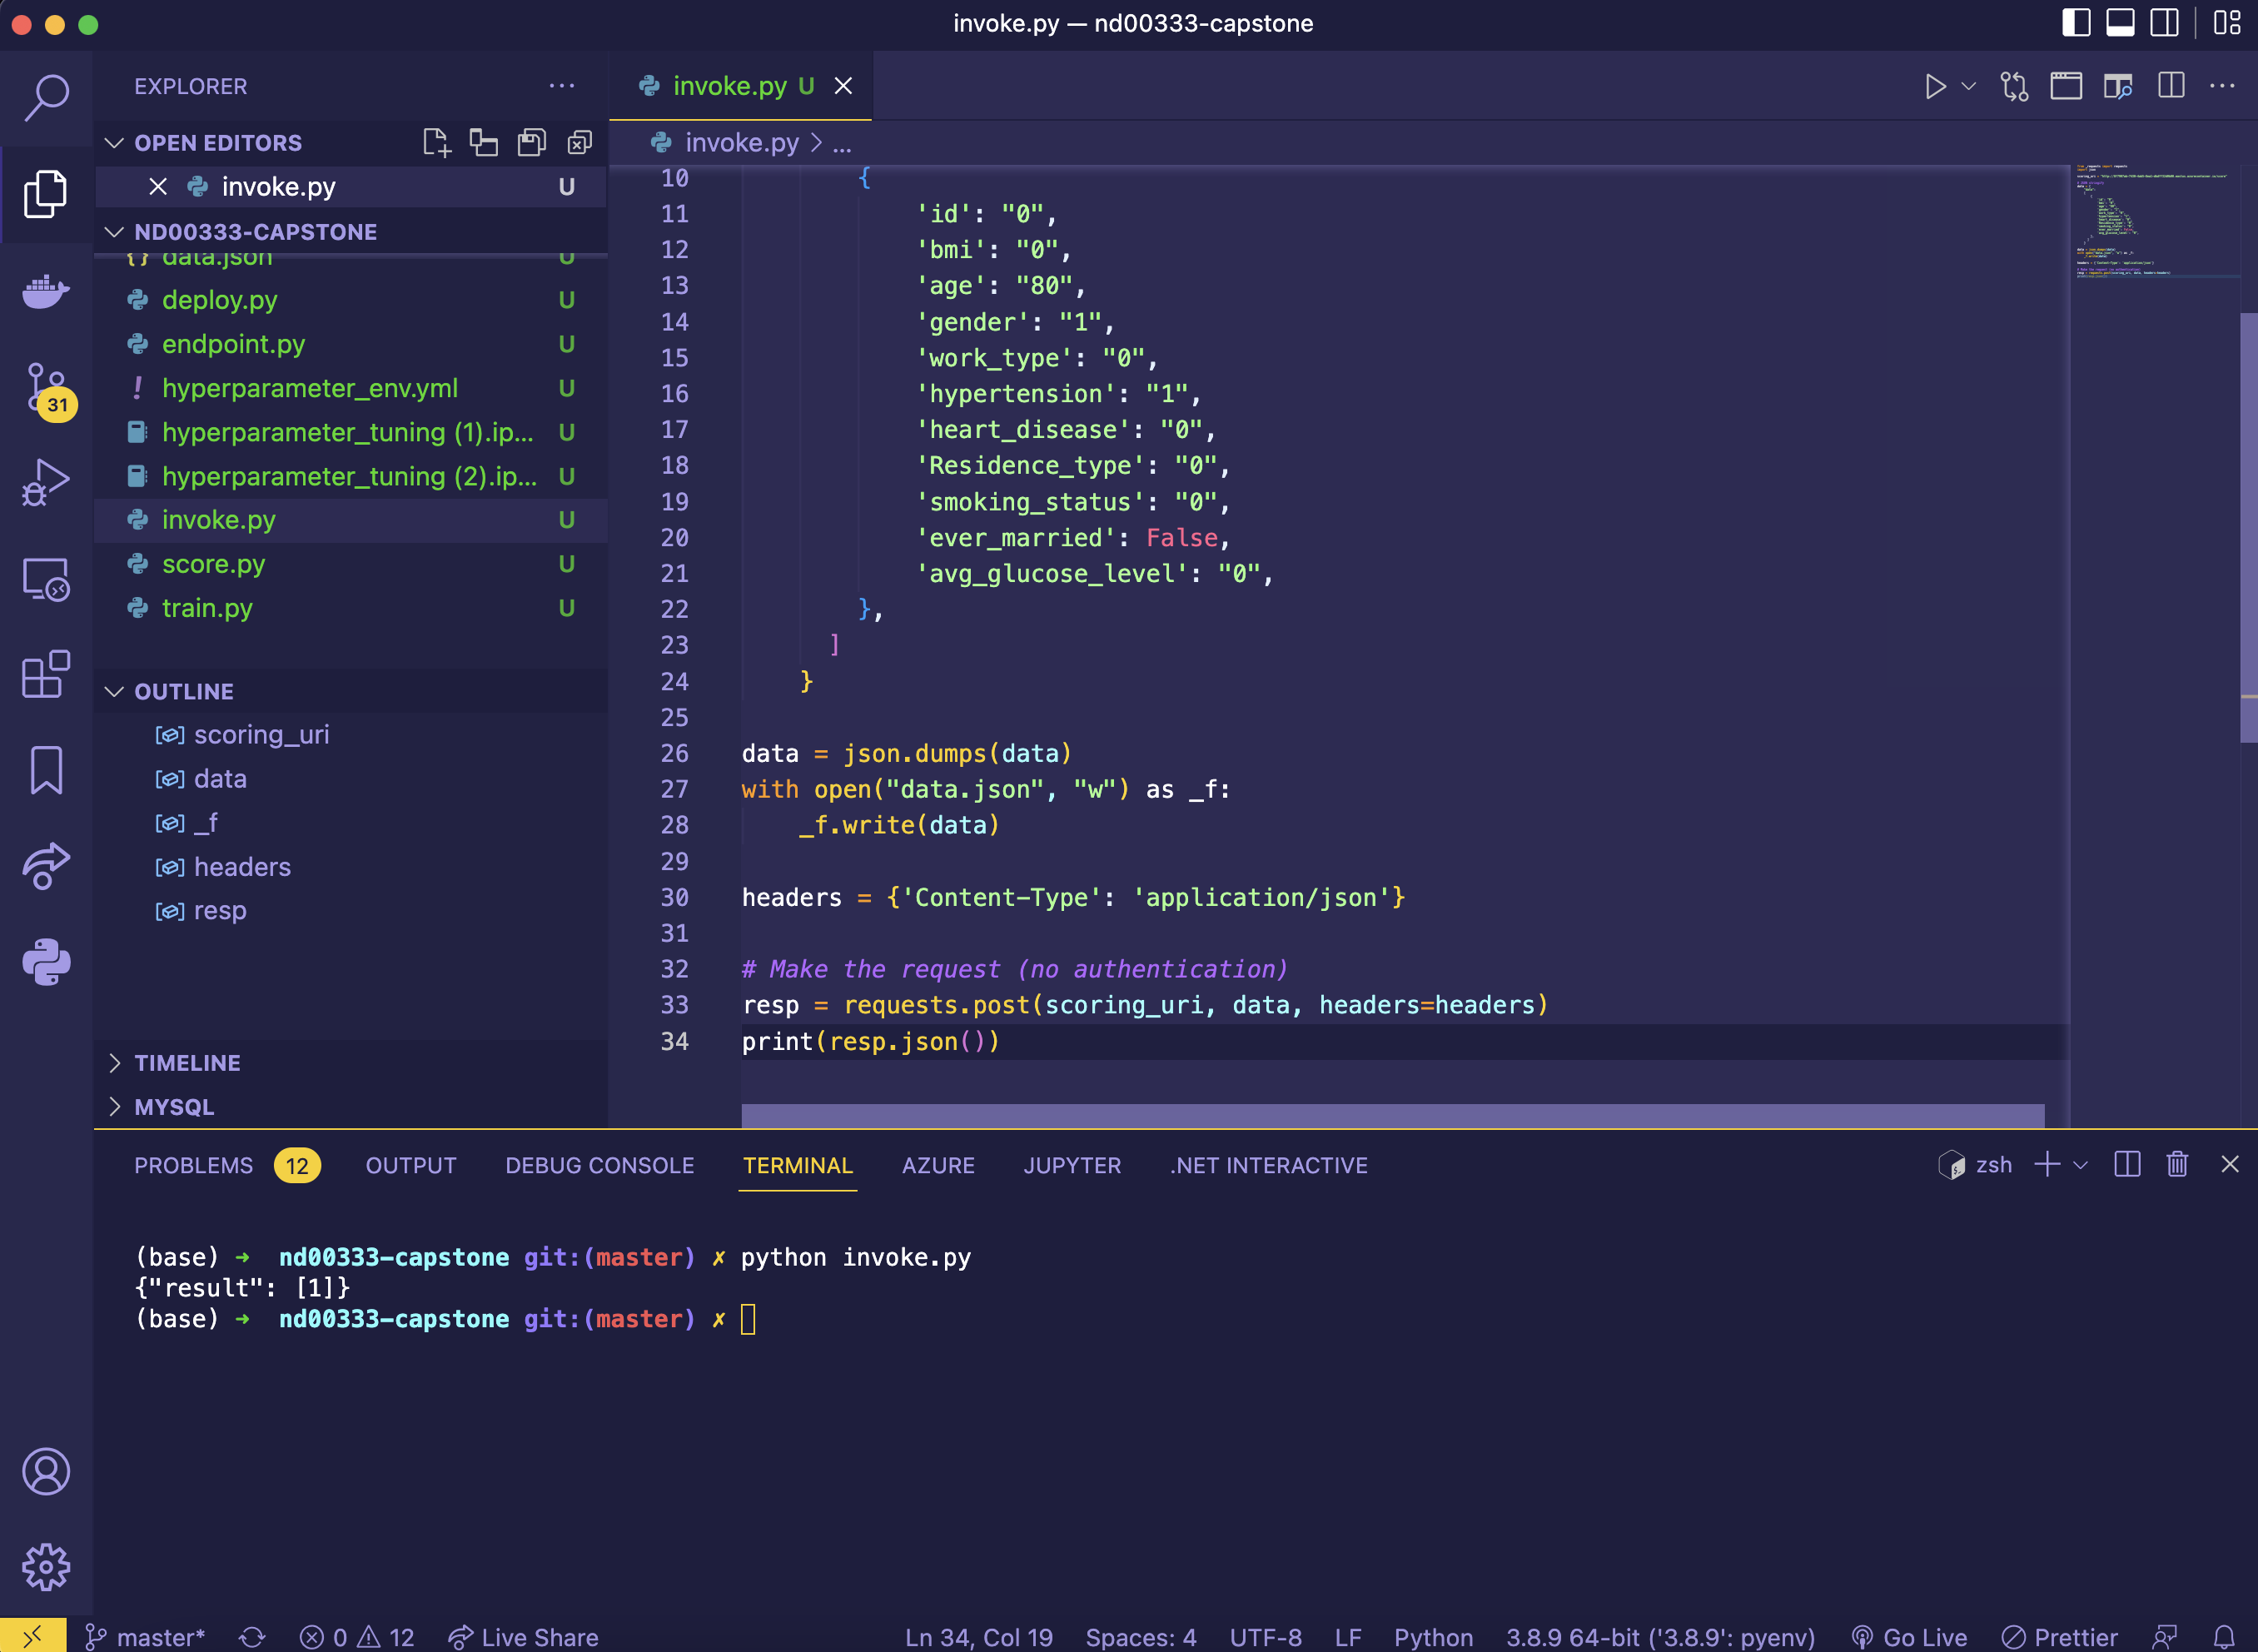 invoke.py — nd00333-capstone
EXPLORER
OPEN EDITORS
invoke.py U
ND00333-CAPSTONE
data.json U
deploy.py U
endpoint.py U
hyperparameter_env.yml U
hyperparameter_tuning (1).ip... U
hyperparameter_tuning (2).ip... U
invoke.py U
score.py U
train.py U
OUTLINE
scoring_uri
data
_f
headers
resp
TIMELINE
MYSQL
31
invoke.py U
invoke.py > ...
10 {
11 'id': "0",
12 'bmi': "0",
13 'age': "80",
14 'gender': "1",
15 'work_type': "0",
16 'hypertension': "1",
17 'heart_disease': "0",
18 'Residence_type': "0",
19 'smoking_status': "0",
20 'ever_married': False,
21 'avg_glucose_level': "0",
22 },
23 ]
24 }
25
26 data = json.dumps(data)
27 with open("data.json", "w") as _f:
28 _f.write(data)
29
30 headers = {'Content-Type': 'application/json'}
31
32 # Make the request (no authentication)
33 resp = requests.post(scoring_uri, data, headers=headers)
34 print(resp.json())
PROBLEMS 12 OUTPUT DEBUG CONSOLE TERMINAL AZURE JUPYTER .NET INTERACTIVE zsh
(base) ➜ nd00333-capstone git:(master) ✗ python invoke.py
{"result": [1]}
(base) ➜ nd00333-capstone git:(master) ✗
master* 0 12 Live Share Ln 34, Col 19 Spaces: 4 UTF-8 LF Python 3.8.9 64-bit ('3.8.9': pyenv) Go Live Prettier